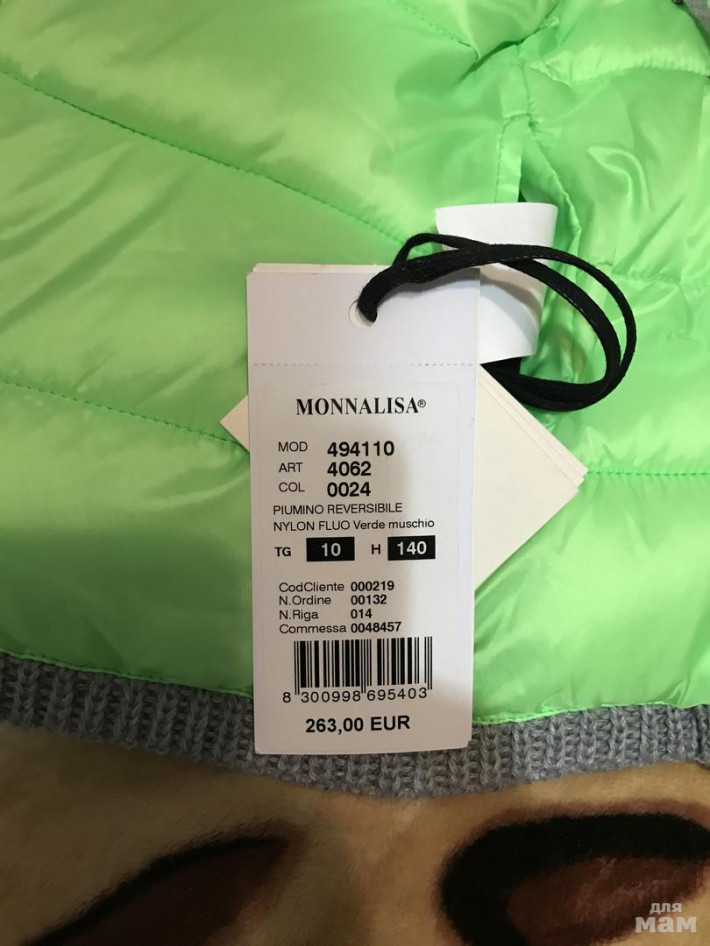 MONNALISA®
MOD 494110
ART 4062
COL 0024
PIUMINO REVERSIBILE
NYLON FLUO Verde muschio
TG 10 H 140
CodCliente 000219
N.Ordine 00132
N.Riga 014
Commessa 0048457
8 300998 695403
263,00 EUR
для
мам